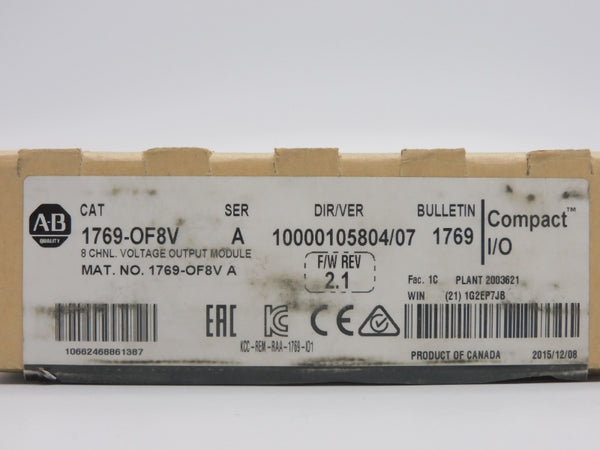 A-B
QUALITY
CAT SER DIR/VER BULLETIN
1769-OF8V A 10000105804/07 1769
8 CHNL. VOLTAGE OUTPUT MODULE
MAT. NO. 1769-OF8V A
F/W REV
2.1
Compact™
I/O
Fac. 1C PLANT 2003621
WIN (21) 1G2EP7J8
10662468861387
EAC
CE
KCC-REM-RAA-1769-IO1
PRODUCT OF CANADA 2015/12/08